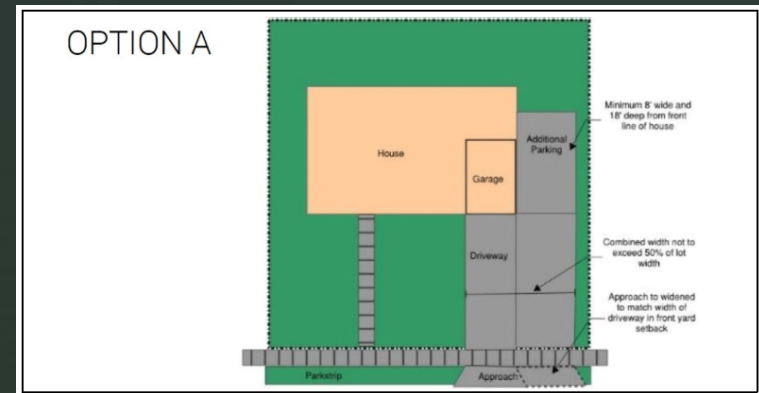 OPTION A
Minimum 8' wide and
18' deep from front
line of house
Additional
Parking
House
Garage
Driveway
Combined width not to
exceed 50% of lot
width
Approach to widened
to match width of
driveway in front yard
setback
Parkstrip
Approach